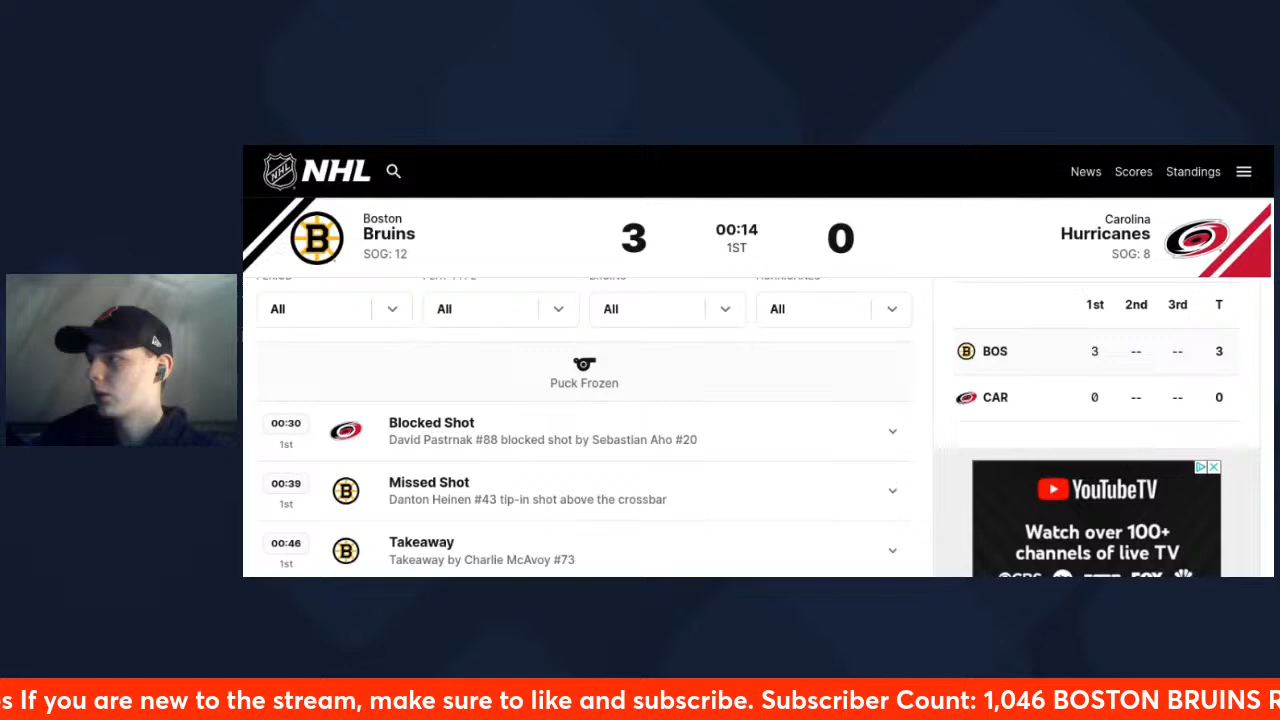 NHL
News Scores Standings
Boston
Bruins
SOG: 12
3
00:14
1ST
0
Carolina
Hurricanes
SOG: 8
All All All All
Puck Frozen
00:30
1st
Blocked Shot
David Pastrnak #88 blocked shot by Sebastian Aho #20
00:39
1st
Missed Shot
Danton Heinen #43 tip-in shot above the crossbar
00:46
1st
Takeaway
Takeaway by Charlie McAvoy #73
1st 2nd 3rd T
BOS 3 -- -- 3
CAR 0 -- -- 0
YouTubeTV
Watch over 100+
channels of live TV
s If you are new to the stream, make sure to like and subscribe. Subscriber Count: 1,046 BOSTON BRUINS